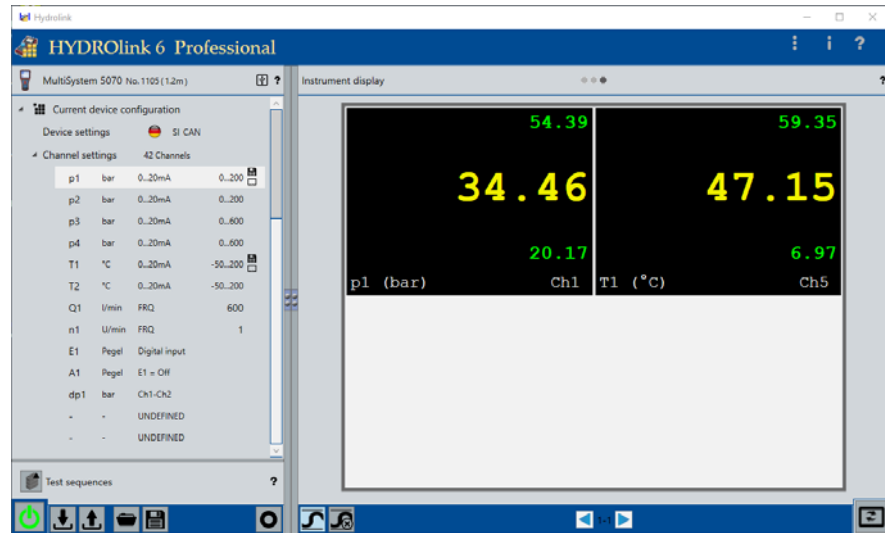 Hydrolink
HYDROlink 6 Professional
MultiSystem 5070 No. 1105 (1.2m) ?
Instrument display ?
Current device configuration
Device settings SI CAN
Channel settings 42 Channels
p1 bar 0...20mA 0...200
p2 bar 0...20mA 0...200
p3 bar 0...20mA 0...600
p4 bar 0...20mA 0...600
T1 °C 0...20mA -50...200
T2 °C 0...20mA -50...200
Q1 l/min FRQ 600
n1 U/min FRQ 1
E1 Pegel Digital input
A1 Pegel E1 = Off
dp1 bar Ch1-Ch2
- - UNDEFINED
- - UNDEFINED
Test sequences ?
54.39
34.46
20.17
p1 (bar) Ch1
59.35
47.15
6.97
T1 (°C) Ch5
1-1